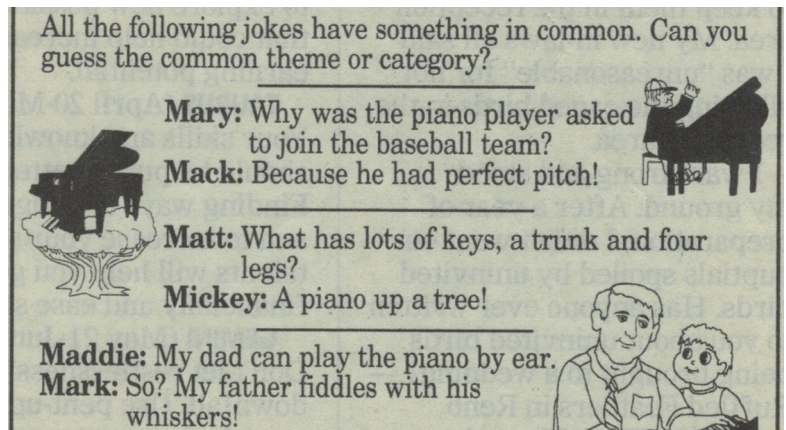 All the following jokes have something in common. Can you
guess the common theme or category?
Mary: Why was the piano player asked
to join the baseball team?
Mack: Because he had perfect pitch!
Matt: What has lots of keys, a trunk and four
legs?
Mickey: A piano up a tree!
Maddie: My dad can play the piano by ear.
Mark: So? My father fiddles with his
whiskers!